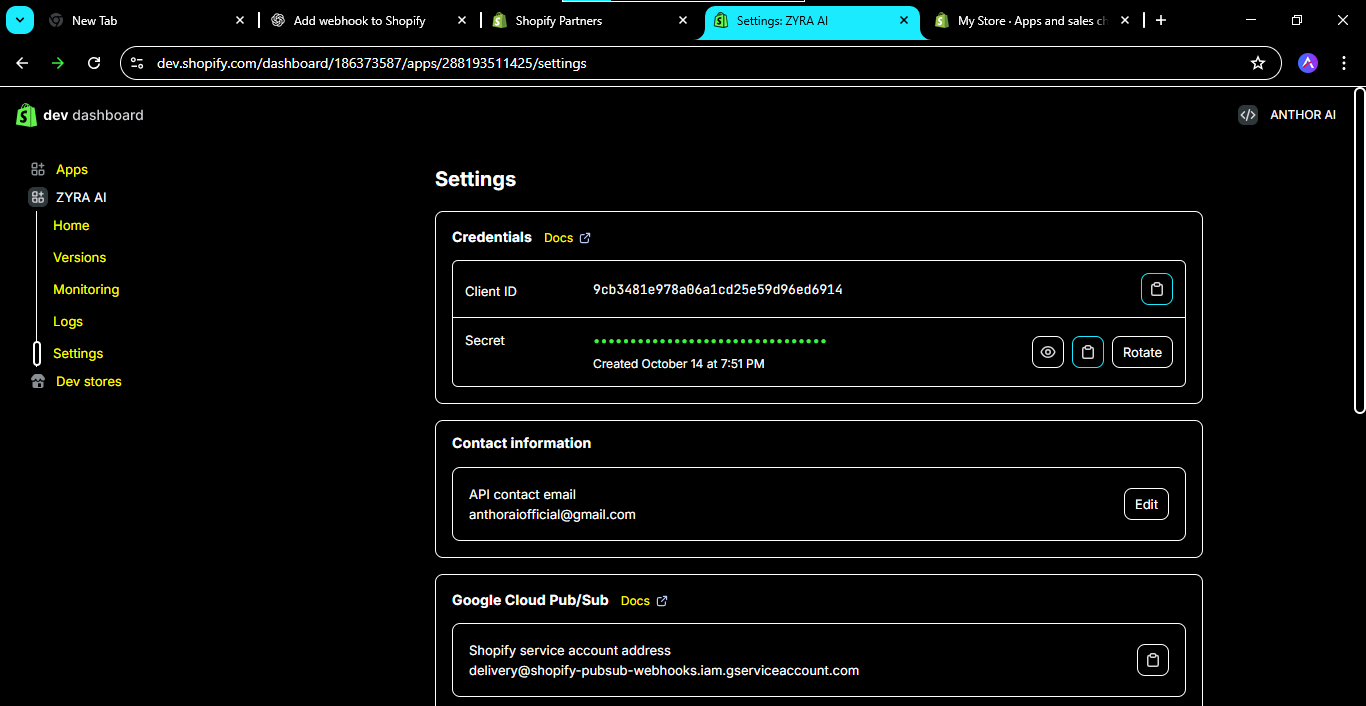 New Tab
Add webhook to Shopify
Shopify Partners
Settings: ZYRA AI
My Store · Apps and sales ch
dev.shopify.com/dashboard/186373587/apps/288193511425/settings
dev dashboard
ANTHOR AI
Apps
ZYRA AI
Home
Versions
Monitoring
Logs
Settings
Dev stores
Settings
Credentials Docs
Client ID 9cb3481e978a06a1cd25e59d96ed6914
Secret ••••••••••••••••••••••••••••••••
Created October 14 at 7:51 PM
Rotate
Contact information
API contact email
anthoraiofficial@gmail.com
Edit
Google Cloud Pub/Sub Docs
Shopify service account address
delivery@shopify-pubsub-webhooks.iam.gserviceaccount.com